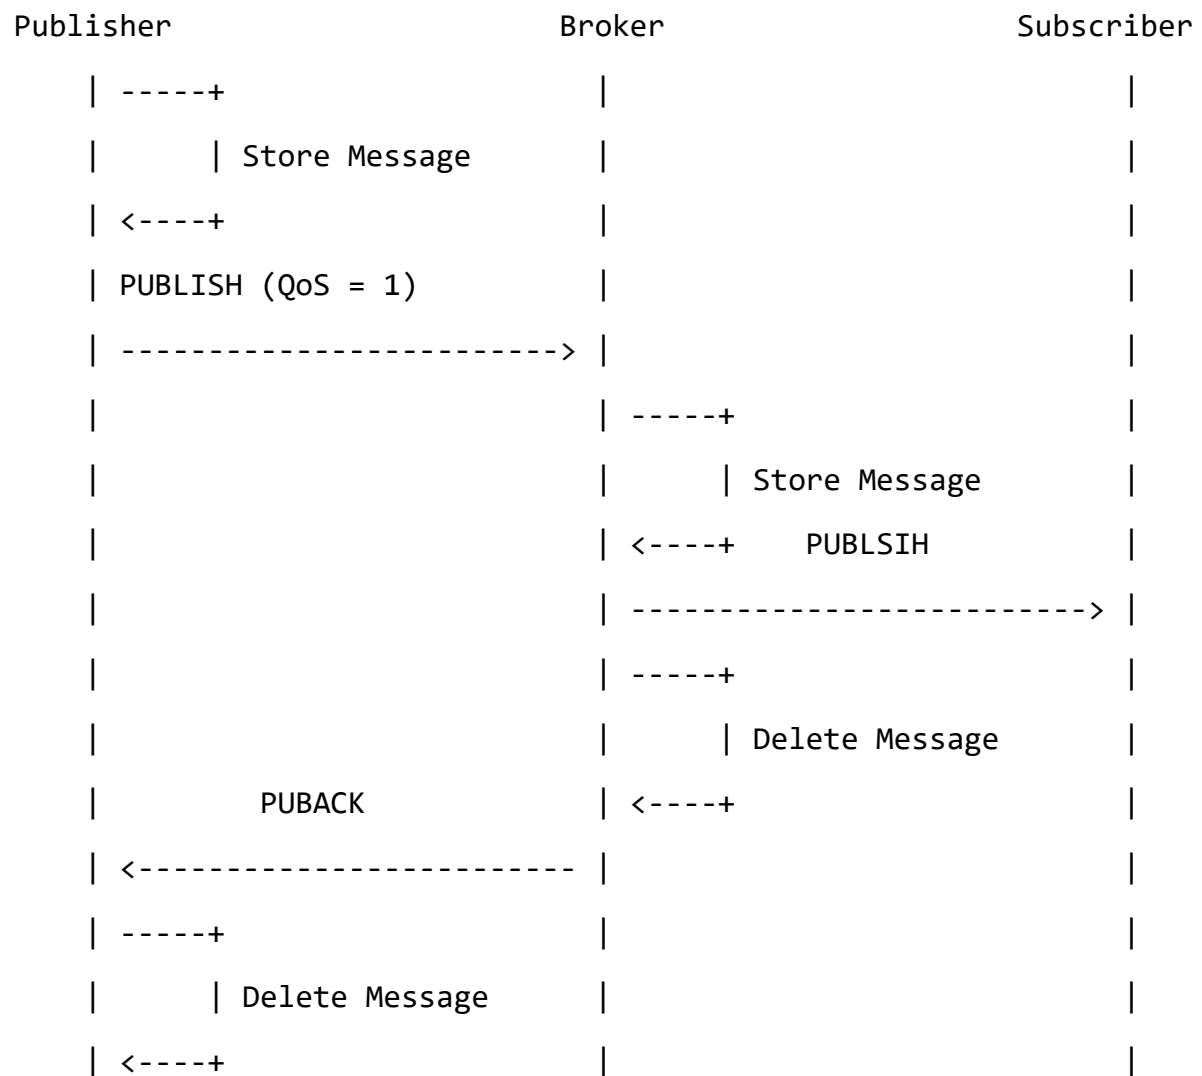 Publisher Broker Subscriber
| -----+ | |
| | Store Message | |
| <----+ | |
| PUBLISH (QoS = 1) | |
| -------------------------> | |
| | -----+ |
| | | Store Message |
| | <----+ PUBLSIH |
| | --------------------------> |
| | -----+ |
| | | Delete Message |
| PUBACK | <----+ |
| <------------------------- | |
| -----+ | |
| | Delete Message | |
| <----+ | |